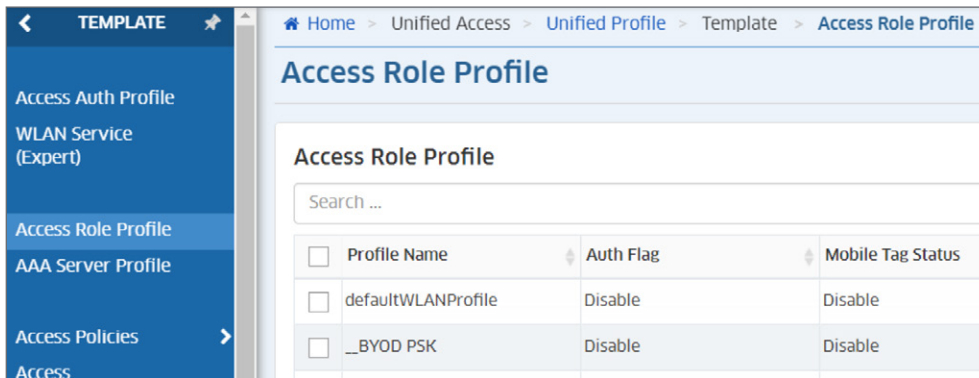 TEMPLATE
Access Auth Profile
WLAN Service
(Expert)
Access Role Profile
AAA Server Profile
Access Policies
Access
Home > Unified Access > Unified Profile > Template > Access Role Profile
Access Role Profile
Access Role Profile
Search ...
Profile Name Auth Flag Mobile Tag Status
defaultWLANProfile Disable Disable
__BYOD PSK Disable Disable